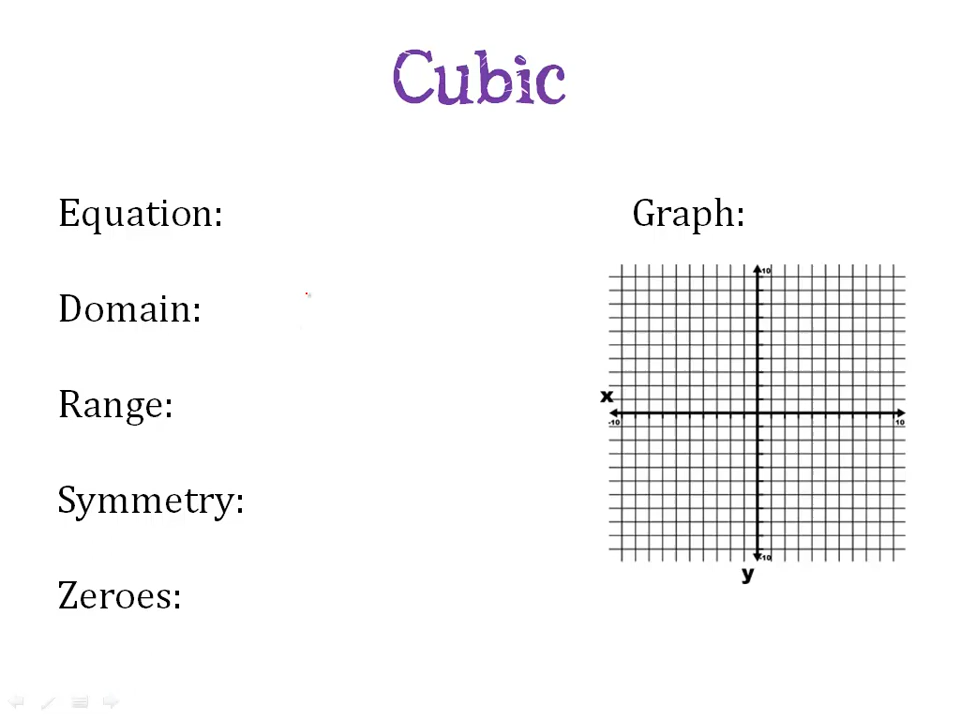 Cubic
Equation:
Graph:
10
Domain:
x
-10
10
Range:
Symmetry:
-10
y
Zeroes: